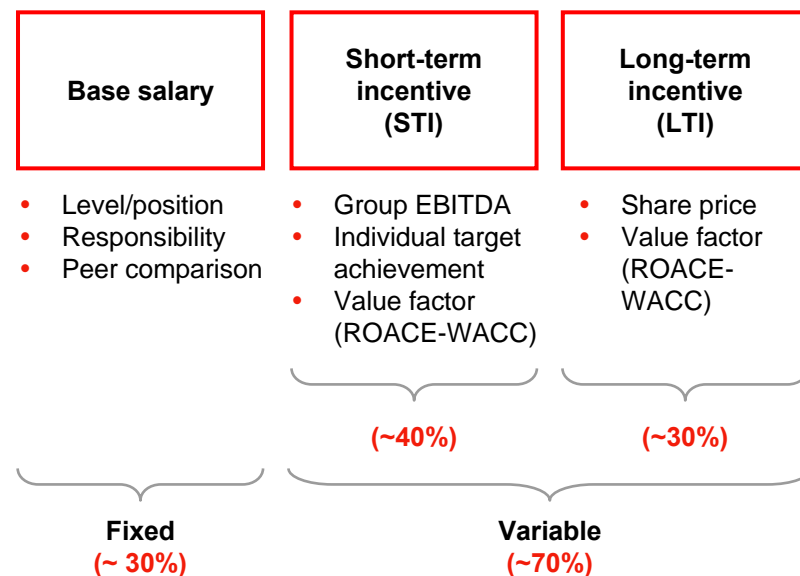 Base salary
Short-term
incentive
(STI)
Long-term
incentive
(LTI)
• Level/position
• Responsibility
• Peer comparison
• Group EBITDA
• Individual target
achievement
• Value factor
(ROACE-WACC)
• Share price
• Value factor
(ROACE-
WACC)
(~40%)
(~30%)
Fixed
(~ 30%)
Variable
(~70%)